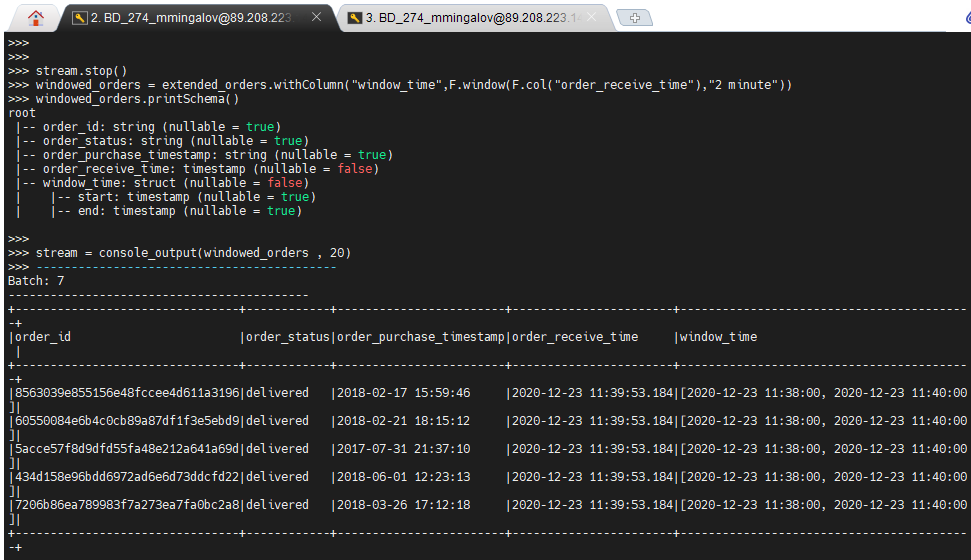 2. BD_274_mmingalov@89.208.223
3. BD_274_mmingalov@89.208.223.1
>>>
>>>
>>> stream.stop()
>>> windowed_orders = extended_orders.withColumn("window_time",F.window(F.col("order_receive_time"),"2 minute"))
>>> windowed_orders.printSchema()
root
 |-- order_id: string (nullable = true)
 |-- order_status: string (nullable = true)
 |-- order_purchase_timestamp: string (nullable = true)
 |-- order_receive_time: timestamp (nullable = false)
 |-- window_time: struct (nullable = false)
 |    |-- start: timestamp (nullable = true)
 |    |-- end: timestamp (nullable = true)
>>>
>>> stream = console_output(windowed_orders , 20)
>>> -------------------------------------------
Batch: 7
-------------------------------------------
+--------------------------------+------------+------------------------+-----------------------+-----------------------------------------
-+
|order_id                        |order_status|order_purchase_timestamp|order_receive_time     |window_time
 |
+--------------------------------+------------+------------------------+-----------------------+-----------------------------------------
-+
|8563039e855156e48fccee4d611a3196|delivered   |2018-02-17 15:59:46     |2020-12-23 11:39:53.184|[2020-12-23 11:38:00, 2020-12-23 11:40:00
]|
|60550084e6b4c0cb89a87df1f3e5ebd9|delivered   |2018-02-21 18:15:12     |2020-12-23 11:39:53.184|[2020-12-23 11:38:00, 2020-12-23 11:40:00
]|
|5acce57f8d9dfd55fa48e212a641a69d|delivered   |2017-07-31 21:37:10     |2020-12-23 11:39:53.184|[2020-12-23 11:38:00, 2020-12-23 11:40:00
]|
|434d158e96bdd6972ad6e6d73ddcfd22|delivered   |2018-06-01 12:23:13     |2020-12-23 11:39:53.184|[2020-12-23 11:38:00, 2020-12-23 11:40:00
]|
|7206b86ea789983f7a273ea7fa0bc2a8|delivered   |2018-03-26 17:12:18     |2020-12-23 11:39:53.184|[2020-12-23 11:38:00, 2020-12-23 11:40:00
]|
+--------------------------------+------------+------------------------+-----------------------+-----------------------------------------
-+